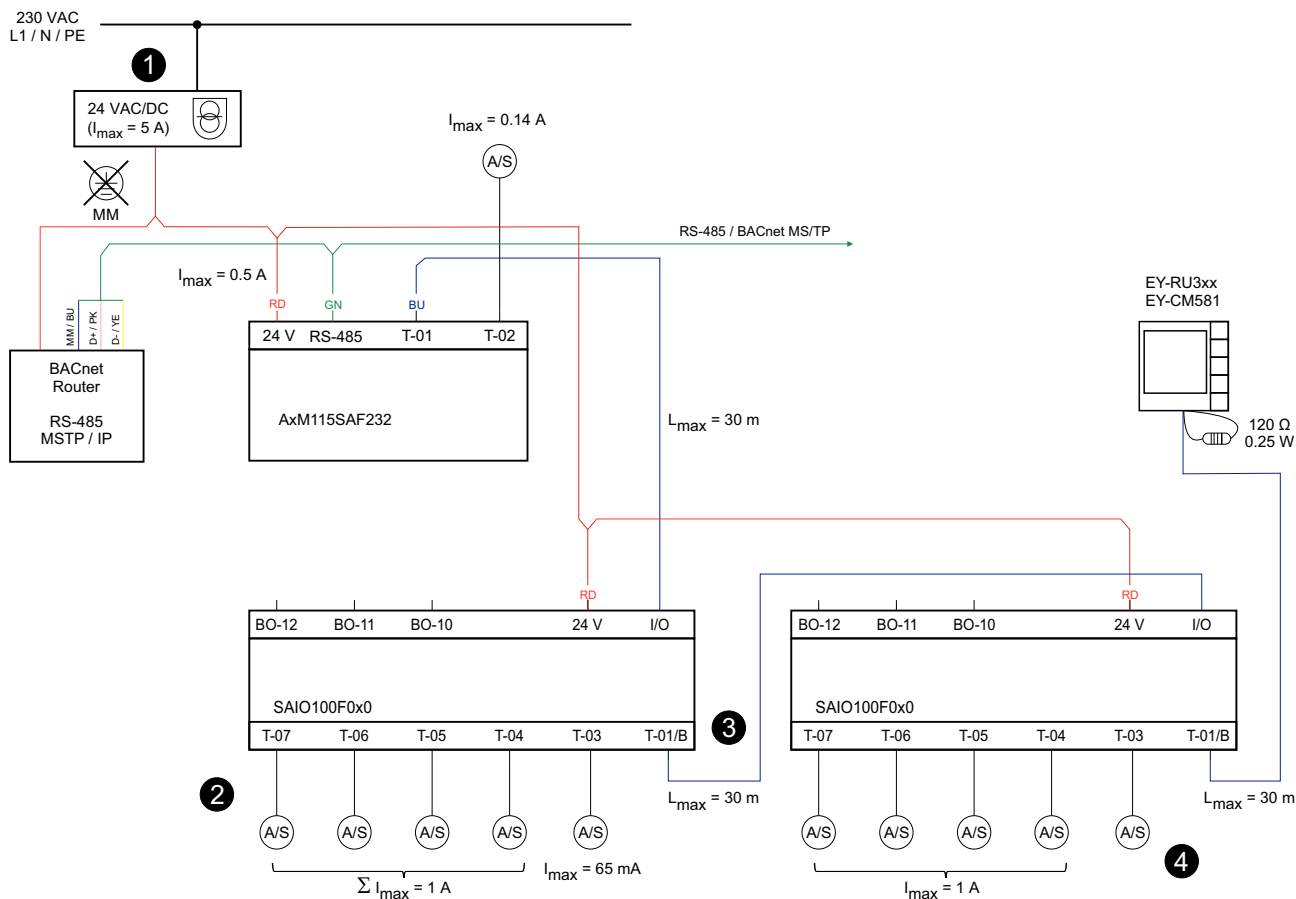 230 VAC
L1 / N / PE
1
24 VAC/DC
(Imax = 5 A)
MM
Imax = 0.14 A
A/S
RS-485 / BACnet MS/TP
Imax = 0.5 A
RD
GN
BU
MM / BU
D+ / PK
D- / YE
24 V
RS-485
T-01
T-02
AxM115SAF232
BACnet
Router
RS-485
MSTP / IP
EY-RU3xx
EY-CM581
120 Ω
0.25 W
Lmax = 30 m
RD
BO-12
BO-11
BO-10
24 V
I/O
SAIO100F0x0
T-07
T-06
T-05
T-04
T-03
T-01/B
3
RD
BO-12
BO-11
BO-10
24 V
I/O
SAIO100F0x0
T-07
T-06
T-05
T-04
T-03
T-01/B
2
A/S
A/S
A/S
A/S
A/S
Lmax = 30 m
∑ Imax = 1 A
Imax = 65 mA
A/S
A/S
A/S
A/S
A/S
Lmax = 30 m
4
Imax = 1 A